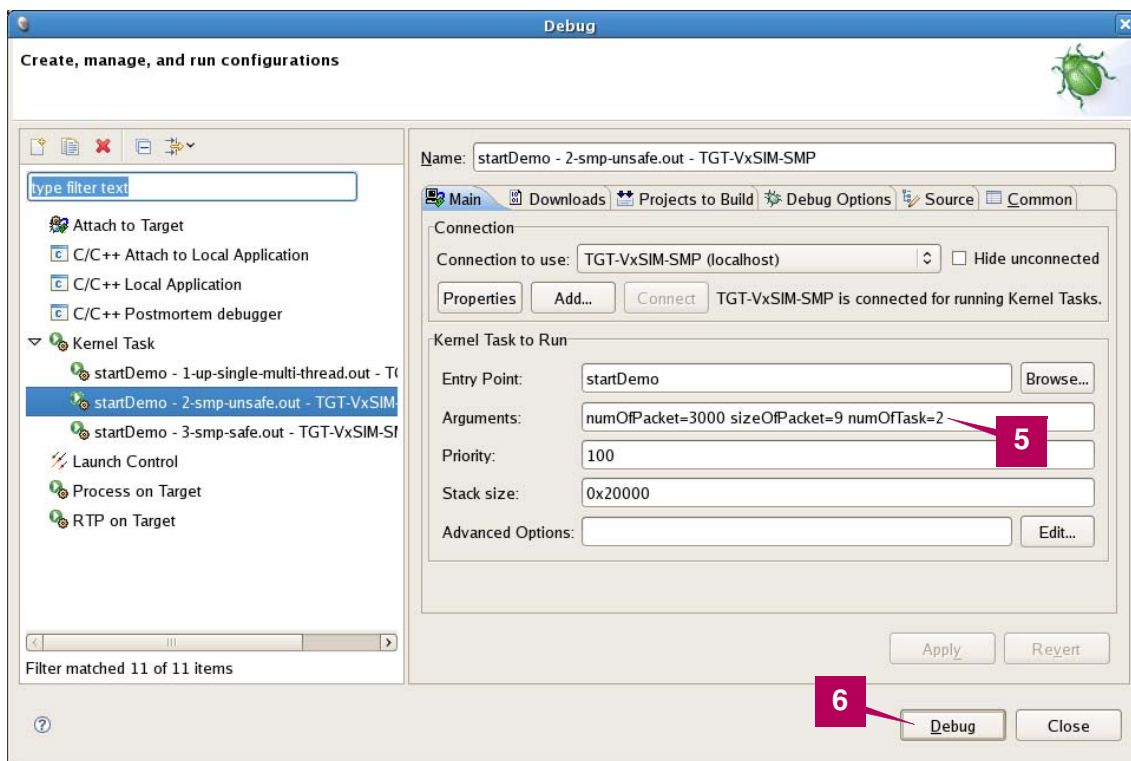 Debug
Create, manage, and run configurations
type filter text
Attach to Target
C/C++ Attach to Local Application
C/C++ Local Application
C/C++ Postmortem debugger
Kernel Task
startDemo - 1-up-single-multi-thread.out - T(
startDemo - 2-smp-unsafe.out - TGT-VxSIM-
startDemo - 3-smp-safe.out - TGT-VxSIM-SI
Launch Control
Process on Target
RTP on Target
Filter matched 11 of 11 items
Name: startDemo - 2-smp-unsafe.out - TGT-VxSIM-SMP
Main Downloads Projects to Build Debug Options Source Common
Connection
Connection to use: TGT-VxSIM-SMP (localhost) Hide unconnected
Properties Add... Connect TGT-VxSIM-SMP is connected for running Kernel Tasks.
Kernel Task to Run
Entry Point: startDemo Browse...
Arguments: numOfPacket=3000 sizeOfPacket=9 numOfTask=2
5
Priority: 100
Stack size: 0x20000
Advanced Options: Edit...
Apply Revert
6
? Debug Close